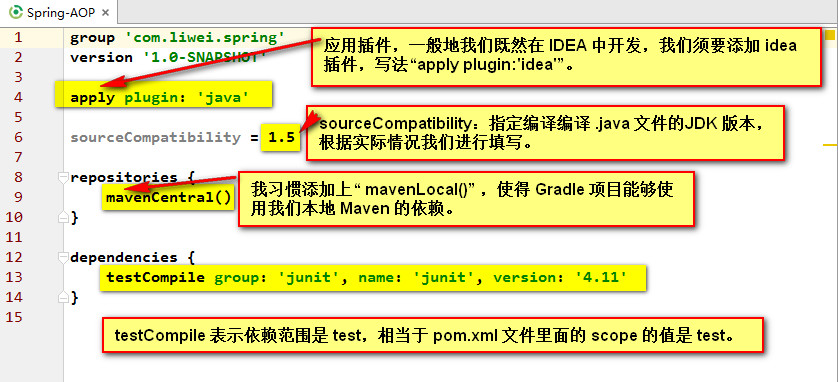 Spring-AOP
1 group 'com.liwei.spring'
2 version '1.0-SNAPSHOT'
3
应用插件，一般地我们既然在 IDEA 中开发，我们须要添加 idea
插件，写法“apply plugin:'idea'”。
4 apply plugin: 'java'
5
6 sourceCompatibility = 1.5
sourceCompatibility：指定编译编译 .java 文件的JDK 版本，
根据实际情况我们进行填写。
7
8 repositories {
9 mavenCentral()
我习惯添加上“ mavenLocal()” ，使得 Gradle 项目能够使
用我们本地 Maven 的依赖。
10 }
11
12 dependencies {
13 testCompile group: 'junit', name: 'junit', version: '4.11'
14 }
15
testCompile 表示依赖范围是 test，相当于 pom.xml 文件里面的 scope 的值是 test。